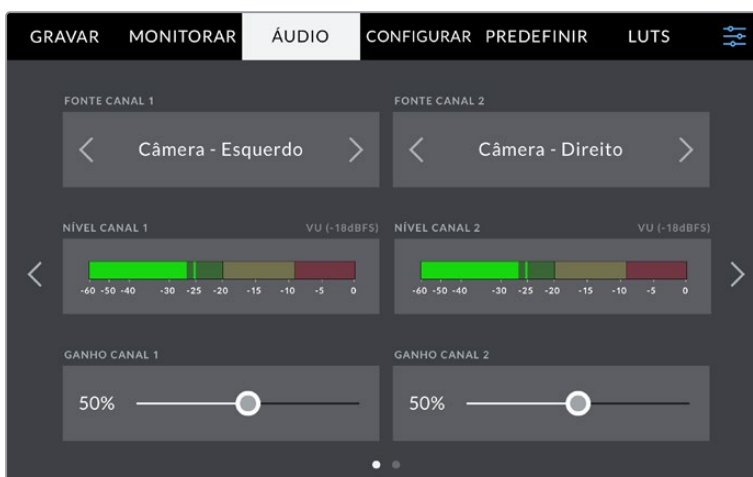 GRAVAR MONITORAR ÁUDIO CONFIGURAR PREDEFINIR LUTS
FONTE CANAL 1 FONTE CANAL 2
Câmera - Esquerdo Câmera - Direito
NÍVEL CANAL 1 VU (-18dBFS) NÍVEL CANAL 2 VU (-18dBFS)
-60 -50 -40 -30 -25 -20 -15 -10 -5 0 -60 -50 -40 -30 -25 -20 -15 -10 -5 0
GANHO CANAL 1 GANHO CANAL 2
50% 50%